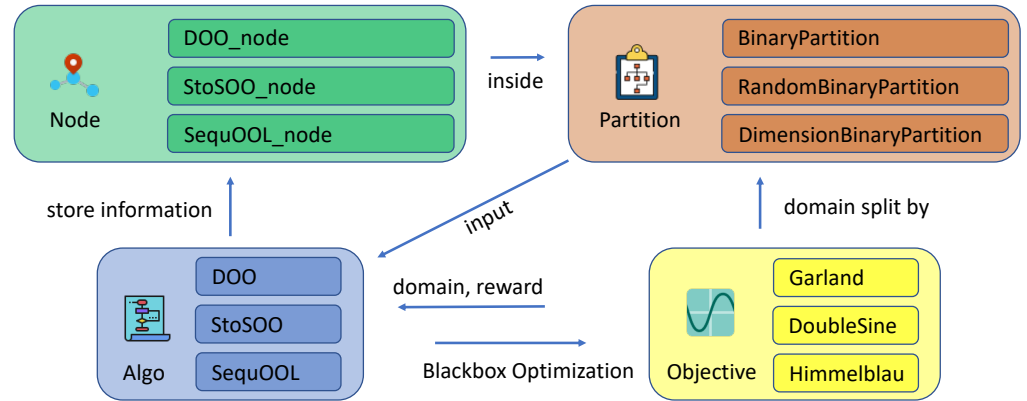 DOO_node
StoSOO_node
SequOOL_node
Node
inside
BinaryPartition
RandomBinaryPartition
DimensionBinaryPartition
Partition
store information
input
domain split by
DOO
StoSOO
SequOOL
Algo
domain, reward
Blackbox Optimization
Garland
DoubleSine
Himmelblau
Objective